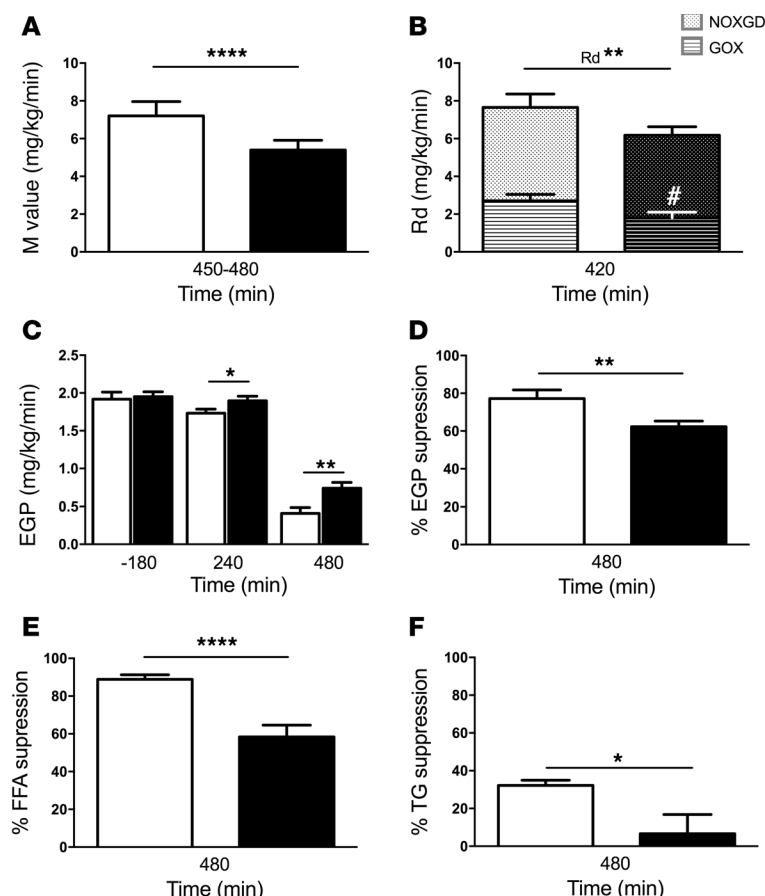 A
M value (mg/kg/min)
10
8
6
4
2
0
****
450-480
Time (min)
B
NOXGD
GOX
Rd (mg/kg/min)
10
8
6
4
2
0
Rd **
#
420
Time (min)
C
EGP (mg/kg/min)
2.5
2.0
1.5
1.0
0.5
0.0
*
**
-180 240 480
Time (min)
D
% EGP supression
100
80
60
40
20
0
**
480
Time (min)
E
% FFA supression
100
80
60
40
20
0
****
480
Time (min)
F
% TG suppression
100
80
60
40
20
0
*
480
Time (min)